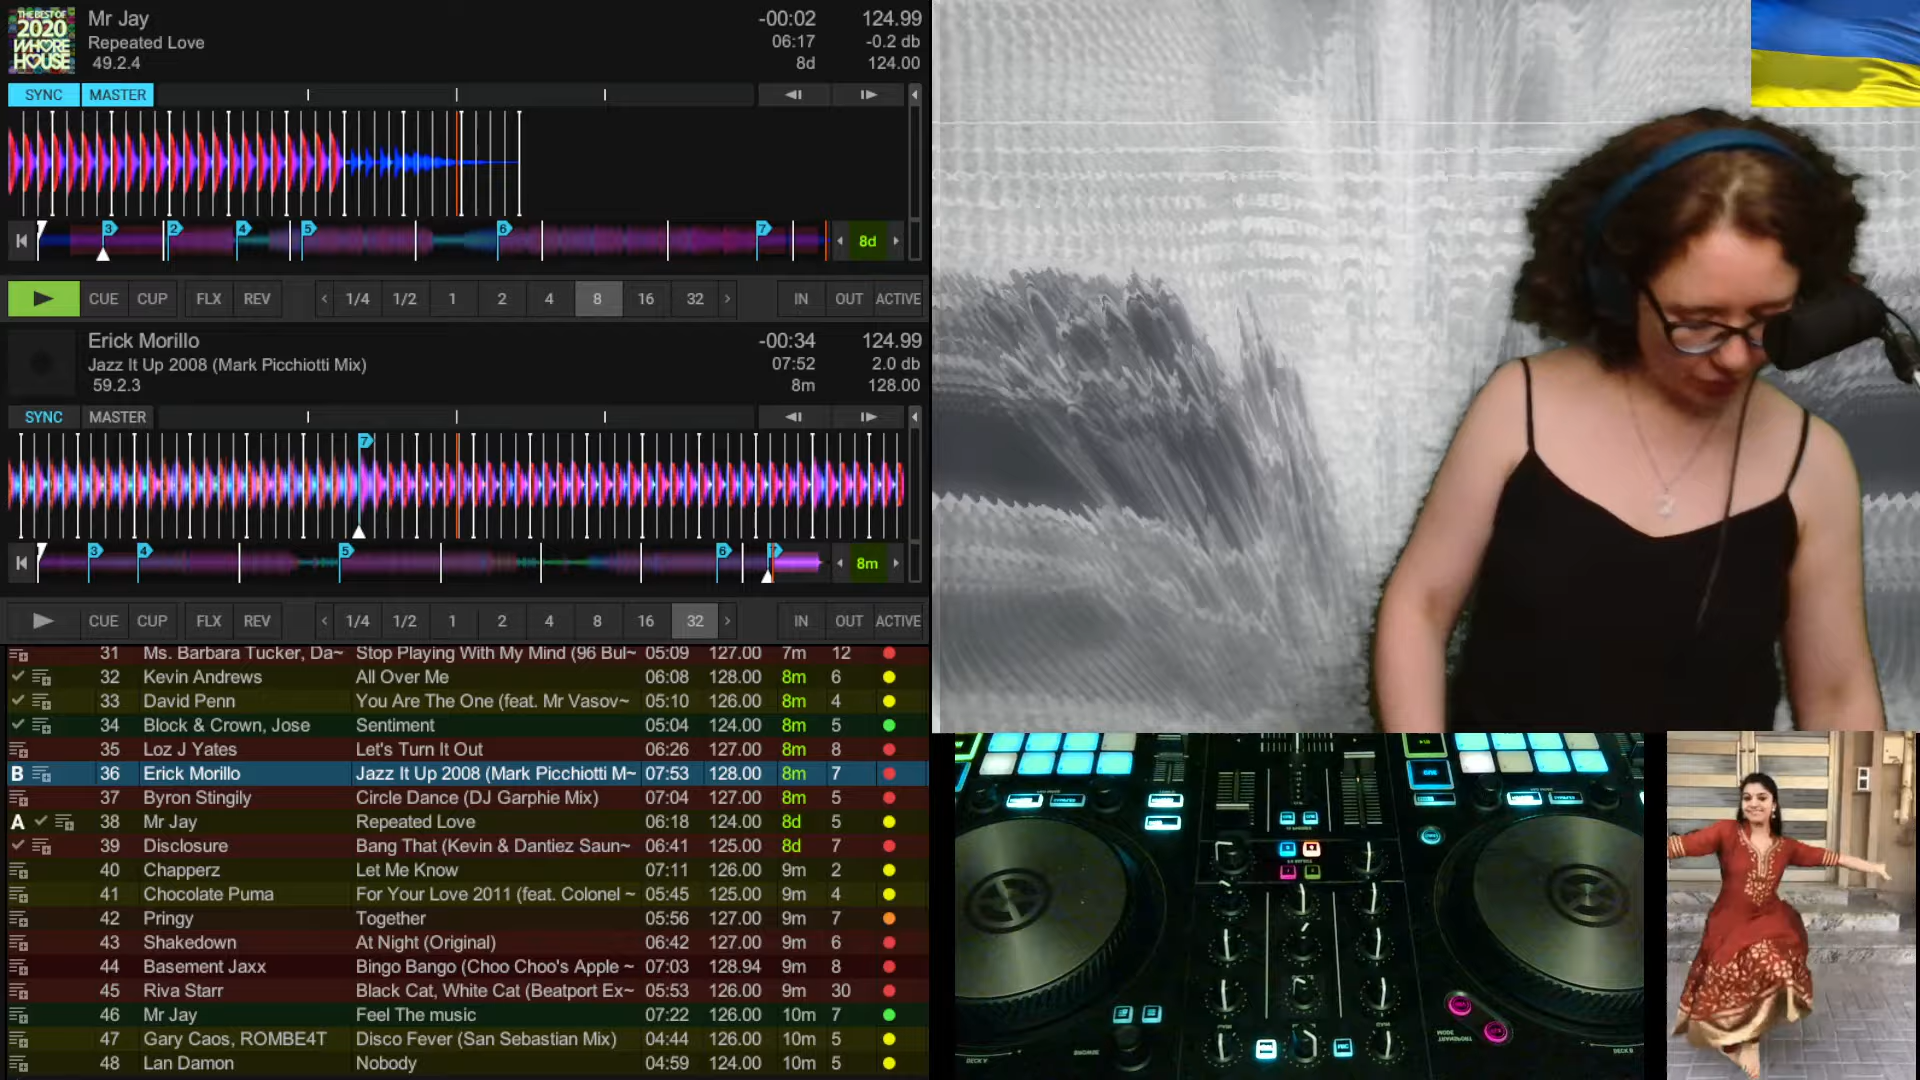 THE BEST OF
2020
WHORE
HOUSE
Mr Jay
-00:02
124.99
Repeated Love
06:17
-0.2 db
49.2.4
8d
124.00
SYNC MASTER
3 2 4 5 6 7
8d
CUE CUP FLX REV 1/4 1/2 1 2 4 8 16 32 IN OUT ACTIVE
Erick Morillo
-00:34
124.99
Jazz It Up 2008 (Mark Picchiotti Mix)
07:52
2.0 db
59.2.3
8m
128.00
SYNC MASTER
7
3 4 5 6
8m
CUE CUP FLX REV 1/4 1/2 1 2 4 8 16 32 IN OUT ACTIVE
31 Ms. Barbara Tucker, Da~ Stop Playing With My Mind (96 Bul~ 05:09 127.00 7m 12
32 Kevin Andrews All Over Me 06:08 128.00 8m 6
33 David Penn You Are The One (feat. Mr Vasov~ 05:10 126.00 8m 4
34 Block & Crown, Jose Sentiment 05:04 124.00 8m 5
35 Loz J Yates Let's Turn It Out 06:26 127.00 8m 8
B 36 Erick Morillo Jazz It Up 2008 (Mark Picchiotti M~ 07:53 128.00 8m 7
37 Byron Stingily Circle Dance (DJ Garphie Mix) 07:04 127.00 8m 5
A 38 Mr Jay Repeated Love 06:18 124.00 8d 5
39 Disclosure Bang That (Kevin & Dantiez Saun~ 06:41 125.00 8d 7
40 Chapperz Let Me Know 07:11 126.00 9m 2
41 Chocolate Puma For Your Love 2011 (feat. Colonel ~ 05:45 125.00 9m 4
42 Pringy Together 05:56 127.00 9m 7
43 Shakedown At Night (Original) 06:42 127.00 9m 6
44 Basement Jaxx Bingo Bango (Choo Choo's Apple ~ 07:03 128.94 9m 8
45 Riva Starr Black Cat, White Cat (Beatport Ex~ 05:53 126.00 9m 30
46 Mr Jay Feel The music 07:22 126.00 10m 7
47 Gary Caos, ROMBE4T Disco Fever (San Sebastian Mix) 04:44 126.00 10m 5
48 Lan Damon Nobody 04:59 124.00 10m 5